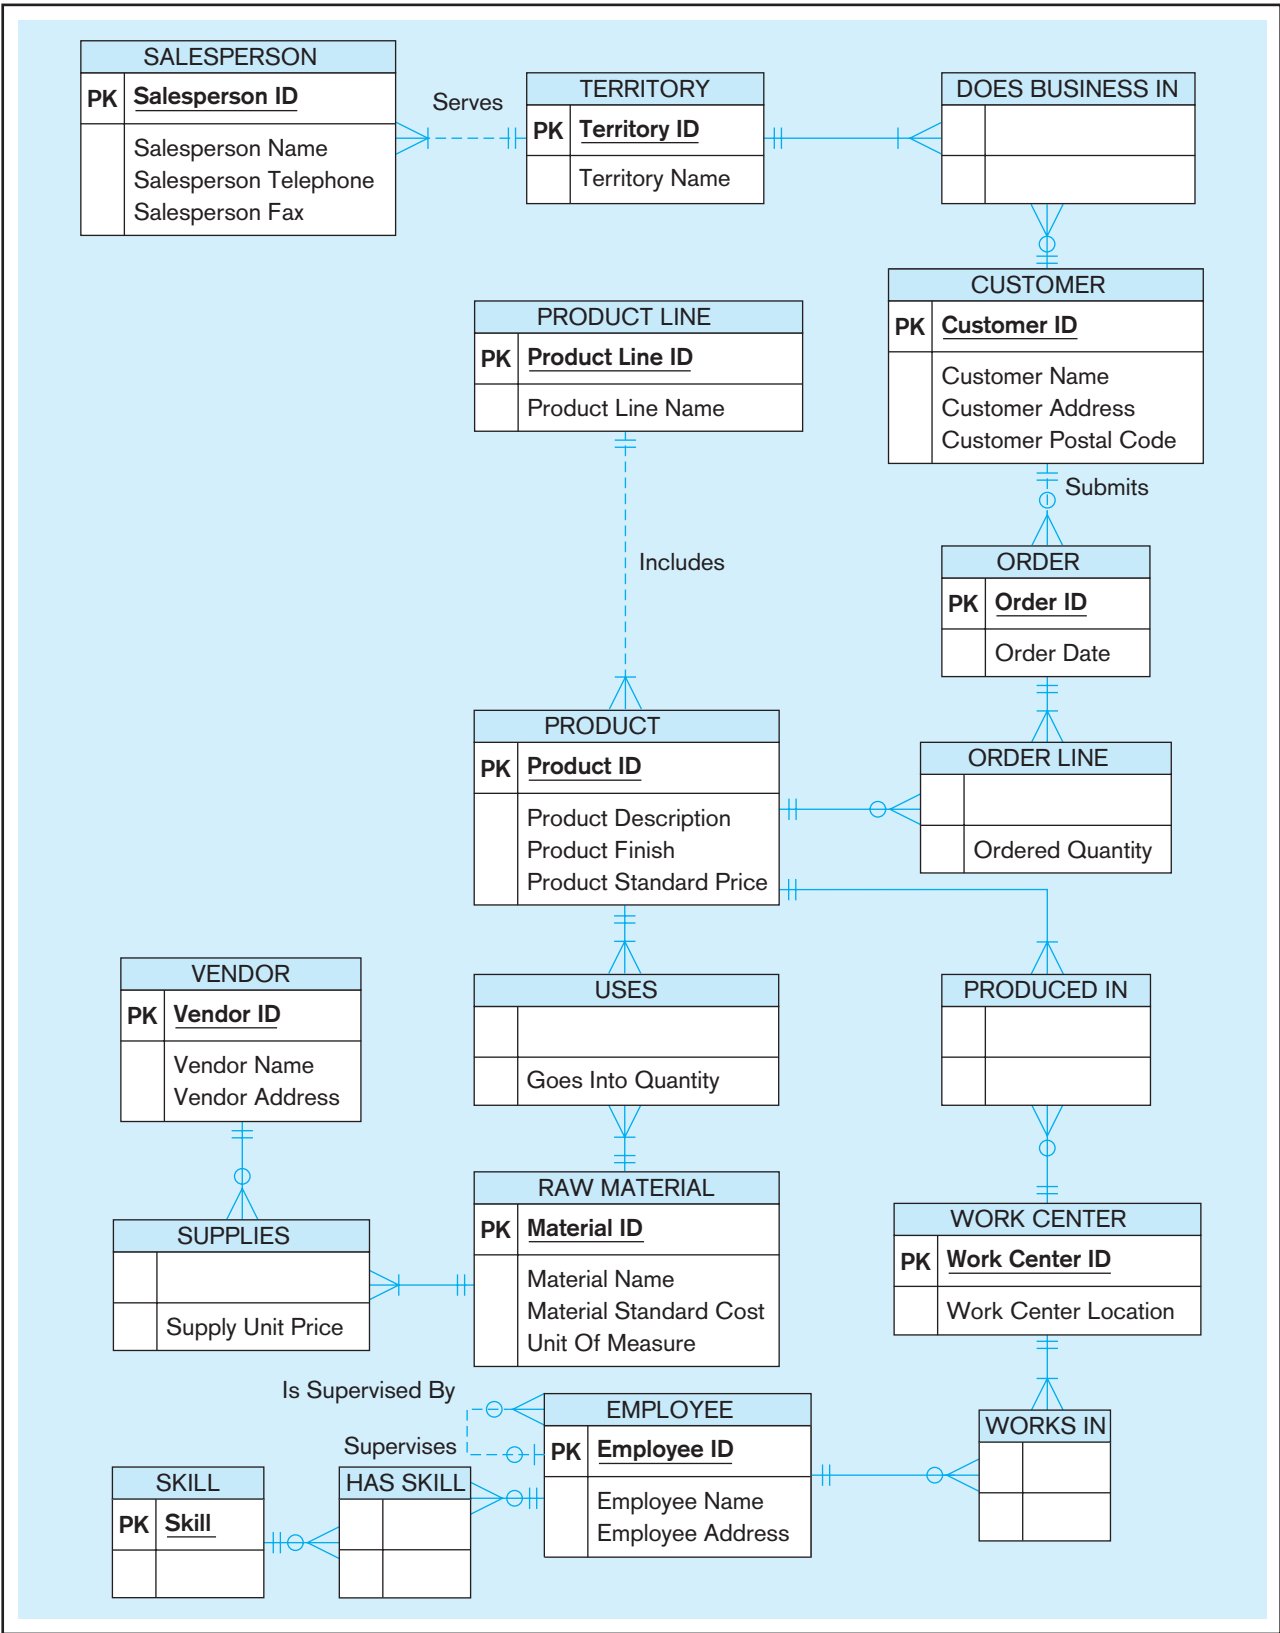 SALESPERSON
PK Salesperson ID
Salesperson Name
Salesperson Telephone
Salesperson Fax
Serves
TERRITORY
PK Territory ID
Territory Name
DOES BUSINESS IN
PRODUCT LINE
PK Product Line ID
Product Line Name
CUSTOMER
PK Customer ID
Customer Name
Customer Address
Customer Postal Code
Submits
Includes
ORDER
PK Order ID
Order Date
PRODUCT
PK Product ID
Product Description
Product Finish
Product Standard Price
ORDER LINE
Ordered Quantity
VENDOR
PK Vendor ID
Vendor Name
Vendor Address
USES
Goes Into Quantity
PRODUCED IN
SUPPLIES
Supply Unit Price
RAW MATERIAL
PK Material ID
Material Name
Material Standard Cost
Unit Of Measure
WORK CENTER
PK Work Center ID
Work Center Location
Is Supervised By
Supervises
EMPLOYEE
PK Employee ID
Employee Name
Employee Address
WORKS IN
SKILL
PK Skill
HAS SKILL